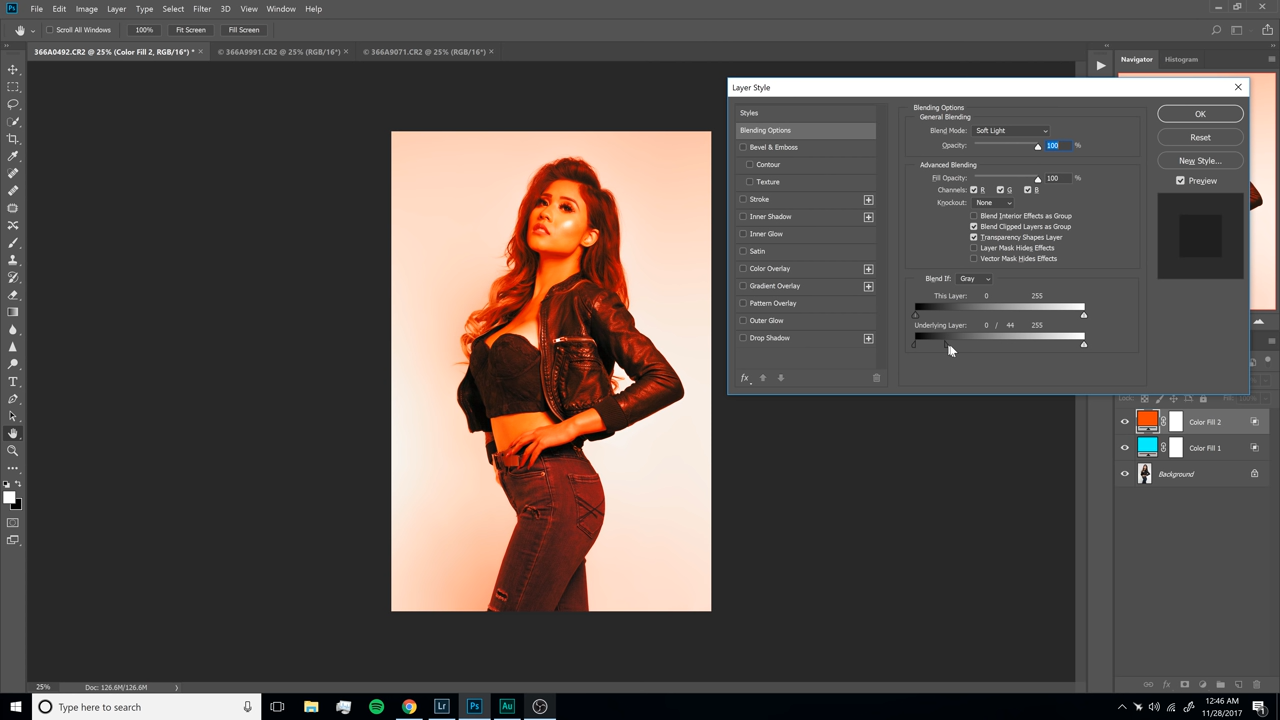 Ps File Edit Image Layer Type Select Filter 3D View Window Help
Scroll All Windows 100% Fit Screen Fill Screen
366A0492.CR2 @ 25% (Color Fill 2, RGB/16*) * × © 366A9991.CR2 @ 25% (RGB/16*) × © 366A9071.CR2 @ 25% (RGB/16*) ×
Navigator Histogram
Layer Style
Styles
Blending Options
Bevel & Emboss
Contour
Texture
Stroke
Inner Shadow
Inner Glow
Satin
Color Overlay
Gradient Overlay
Pattern Overlay
Outer Glow
Drop Shadow
fx
Blending Options
General Blending
Blend Mode: Soft Light
Opacity: 100 %
Advanced Blending
Fill Opacity: 100 %
Channels: R G B
Knockout: None
Blend Interior Effects as Group
Blend Clipped Layers as Group
Transparency Shapes Layer
Layer Mask Hides Effects
Vector Mask Hides Effects
Blend If: Gray
This Layer: 0 255
Underlying Layer: 0 / 44 255
OK
Reset
New Style...
Preview
Lock:
Color Fill 2
Color Fill 1
Background
25% Doc: 126.6M/126.6M
Type here to search
Lr Ps Au
12:46 AM
11/28/2017